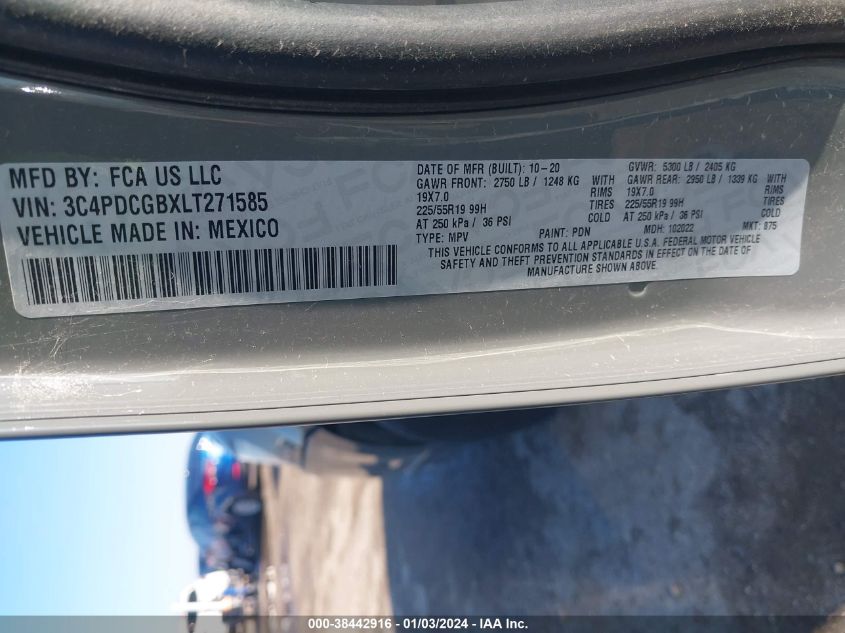 MFD BY: FCA US LLC
VIN: 3C4PDCGBXLT271585
VEHICLE MADE IN: MEXICO
DATE OF MFR (BUILT): 10-20
GAWR FRONT: 2750 LB / 1248 KG WITH
19X7.0 RIMS
225/55R19 99H TIRES
AT 250 kPa / 36 PSI COLD
TYPE: MPV PAINT: PDN
GVWR: 5300 LB / 2405 KG
GAWR REAR: 2950 LB / 1339 KG WITH
19X7.0 RIMS
225/55R19 99H TIRES
AT 250 kPa / 36 PSI COLD
MDH: 102022 MKT: 875
THIS VEHICLE CONFORMS TO ALL APPLICABLE U.S.A. FEDERAL MOTOR VEHICLE
SAFETY AND THEFT PREVENTION STANDARDS IN EFFECT ON THE DATE OF
MANUFACTURE SHOWN ABOVE.
000-38442916 - 01/03/2024 - IAA Inc.